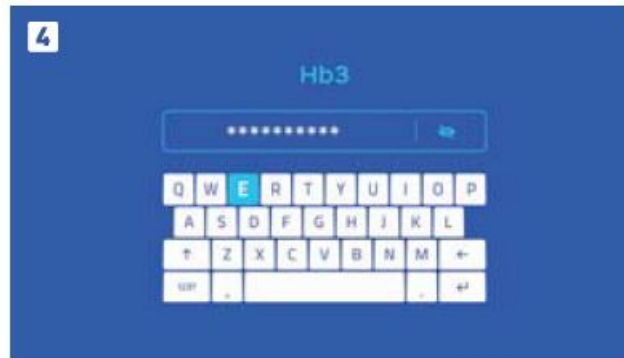 4
Hb3
**********
Q W E R T Y U I O P
A S D F G H J K L
↑ Z X C V B N M ←
, . ↵